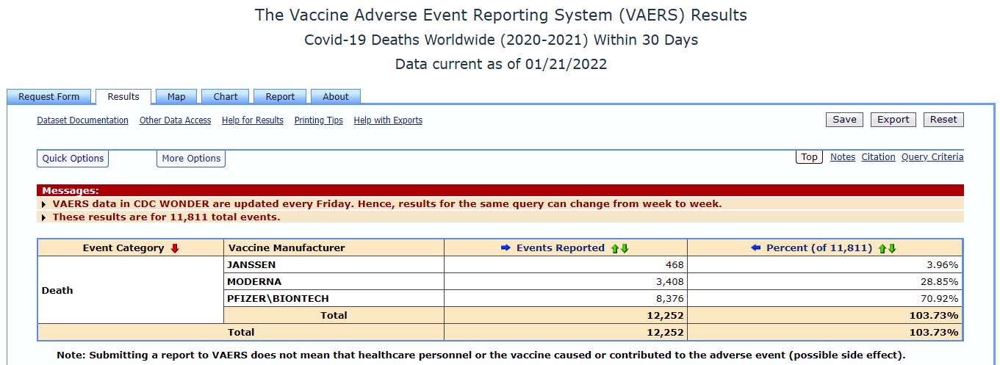 The Vaccine Adverse Event Reporting System (VAERS) Results
Covid-19 Deaths Worldwide (2020-2021) Within 30 Days
Data current as of 01/21/2022
Request Form Results Map Chart Report About
Dataset Documentation Other Data Access Help for Results Printing Tips Help with Exports Save Export Reset
Quick Options More Options Top Notes Citation Query Criteria
Messages:
VAERS data in CDC WONDER are updated every Friday. Hence, results for the same query can change from week to week.
These results are for 11,811 total events.
Event Category Vaccine Manufacturer Events Reported Percent (of 11,811)
Death
JANSSEN 468 3.96%
MODERNA 3,408 28.85%
PFIZER\BIONTECH 8,376 70.92%
Total 12,252 103.73%
Total 12,252 103.73%
Note: Submitting a report to VAERS does not mean that healthcare personnel or the vaccine caused or contributed to the adverse event (possible side effect).